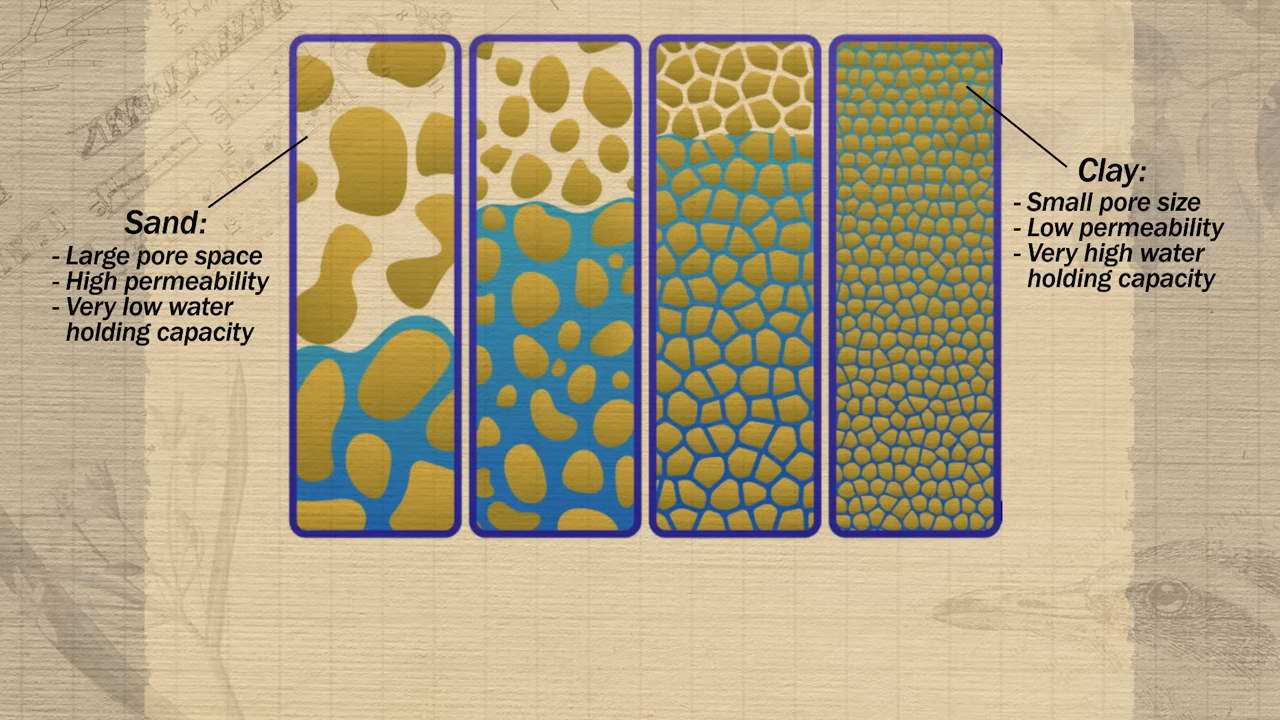 Sand:
- Large pore space
- High permeability
- Very low water
holding capacity
Clay:
- Small pore size
- Low permeability
- Very high water
holding capacity